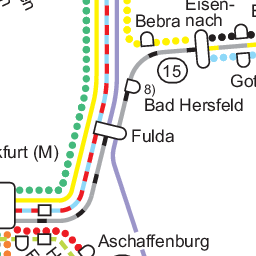 Eisen-
Bebra nach
15
Got
8)
Bad Hersfeld
Fulda
kfurt (M)
Aschaffenburg